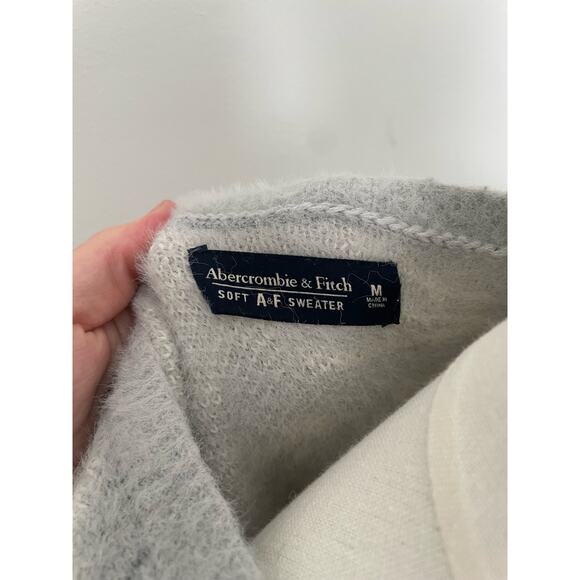 Abercrombie & Fitch
SOFT A&F SWEATER
M
MADE IN
CHINA